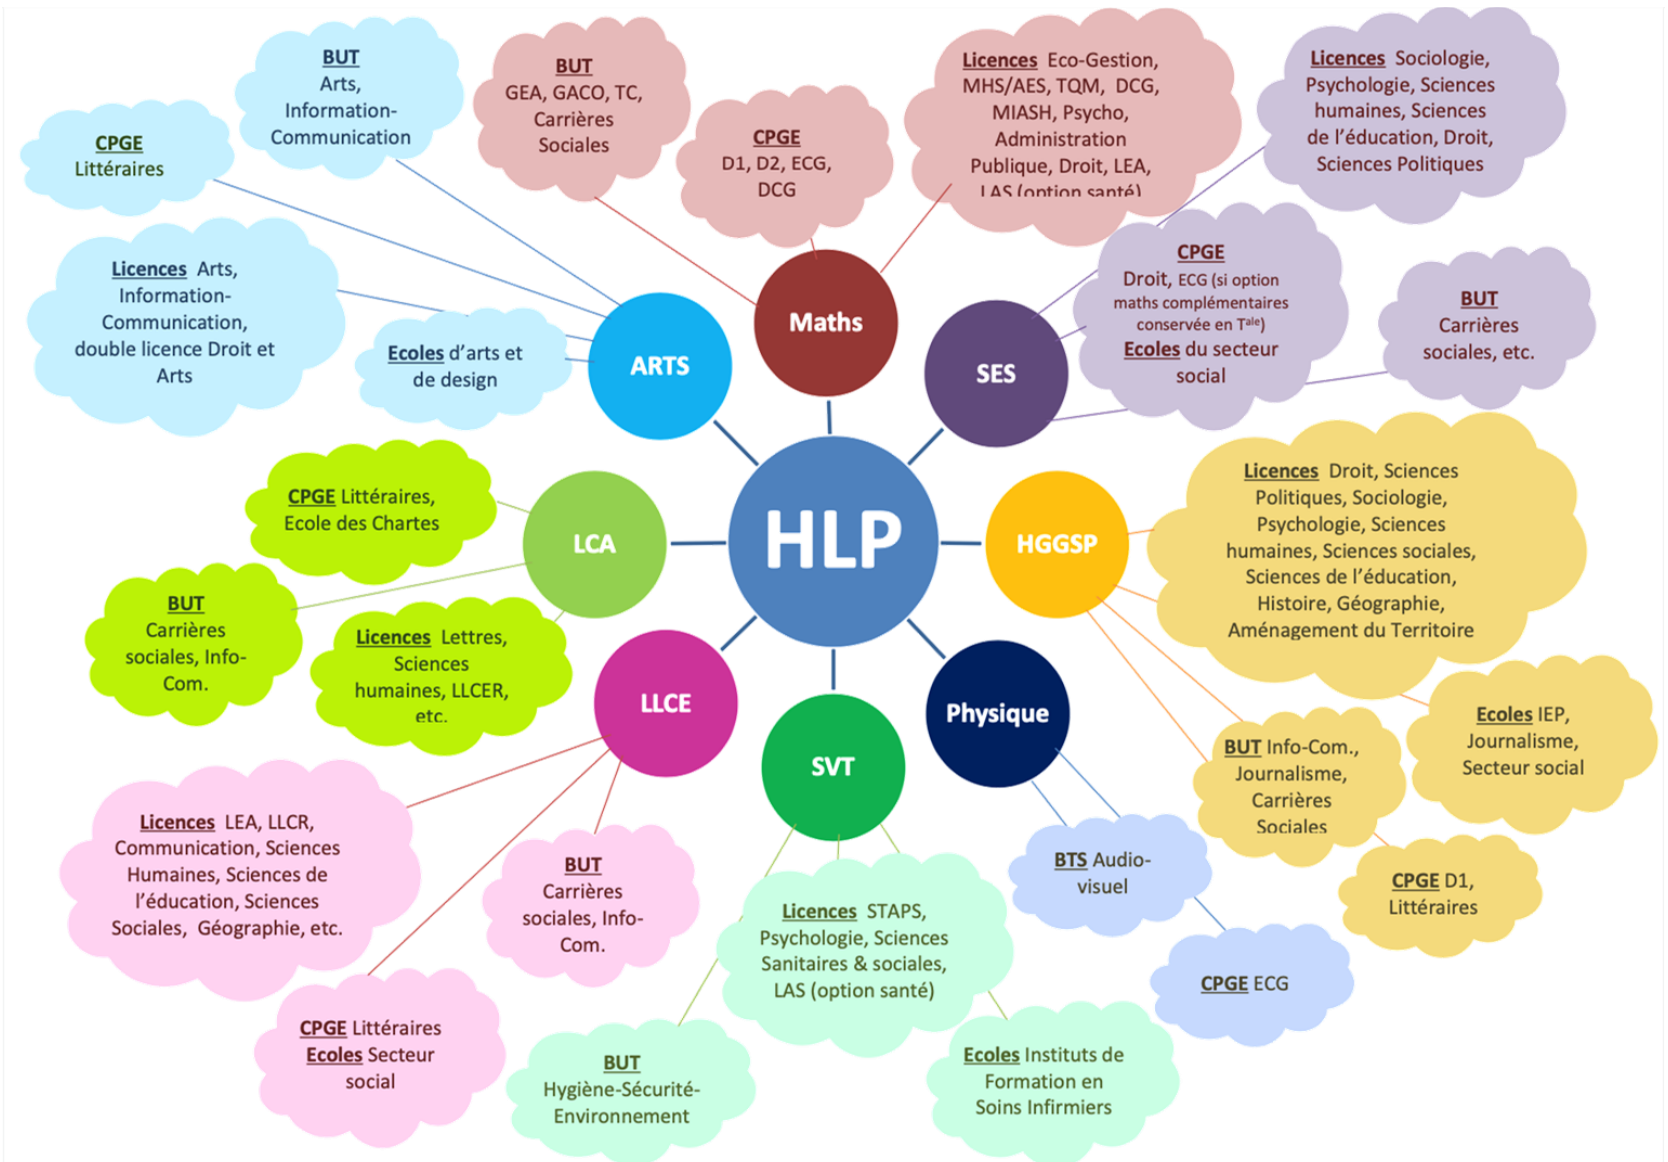 BUT
Arts,
Information-
Communication
CPGE
Littéraires
Licences Arts,
Information-
Communication,
double licence Droit et
Arts
Ecoles d’arts et
de design
ARTS
BUT
GEA, GACO, TC,
Carrières
Sociales
CPGE
D1, D2, ECG,
DCG
Licences Eco-Gestion,
MHS/AES, TQM, DCG,
MIASH, Psycho,
Administration
Publique, Droit, LEA,
LAS (option santé)
Maths
Licences Sociologie,
Psychologie, Sciences
humaines, Sciences
de l’éducation, Droit,
Sciences Politiques
CPGE
Droit, ECG (si option
maths complémentaires
conservée en Tale)
Ecoles du secteur
social
BUT
Carrières
sociales, etc.
SES
HLP
CPGE Littéraires,
Ecole des Chartes
BUT
Carrières
sociales, Info-
Com.
Licences Lettres,
Sciences
humaines, LLCER,
etc.
LCA
HGGSP
Licences Droit, Sciences
Politiques, Sociologie,
Psychologie, Sciences
humaines, Sciences sociales,
Sciences de l’éducation,
Histoire, Géographie,
Aménagement du Territoire
Ecoles IEP,
Journalisme,
Secteur social
BUT Info-Com.,
Journalisme,
Carrières
Sociales
CPGE D1,
Littéraires
LLCE
Licences LEA, LLCR,
Communication, Sciences
Humaines, Sciences de
l’éducation, Sciences
Sociales, Géographie, etc.
BUT
Carrières
sociales, Info-
Com.
CPGE Littéraires
Ecoles Secteur
social
SVT
Licences STAPS,
Psychologie, Sciences
Sanitaires & sociales,
LAS (option santé)
BUT
Hygiène-Sécurité-
Environnement
Ecoles Instituts de
Formation en
Soins Infirmiers
Physique
BTS Audio-
visuel
CPGE ECG